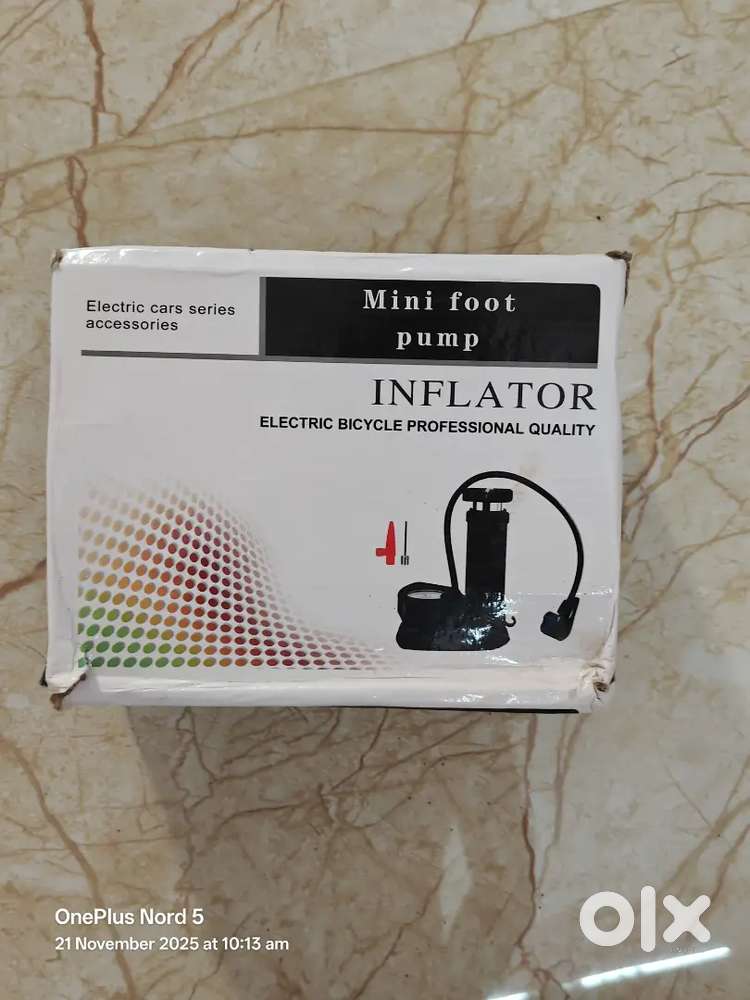 Electric cars series
accessories
Mini foot
pump
INFLATOR
ELECTRIC BICYCLE PROFESSIONAL QUALITY
OnePlus Nord 5
21 November 2025 at 10:13 am
olx